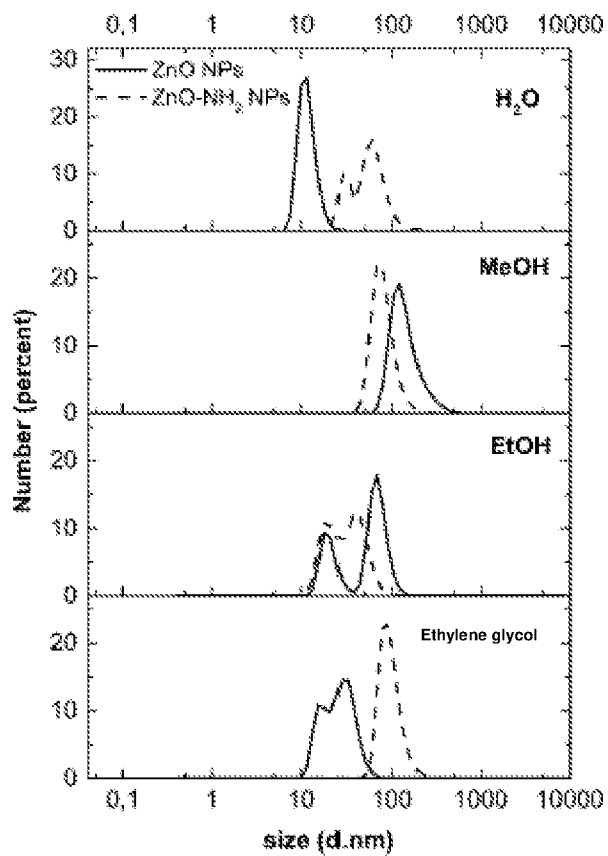 0,1 1 10 100 1000 10000
30
20
10
0
ZnO NPs
ZnO-NH₂ NPs
H₂O
20
10
0
MeOH
20
10
0
EtOH
20
10
0
Ethylene glycol
Number (percent)
0,1 1 10 100 1000 10000
size (d.nm)